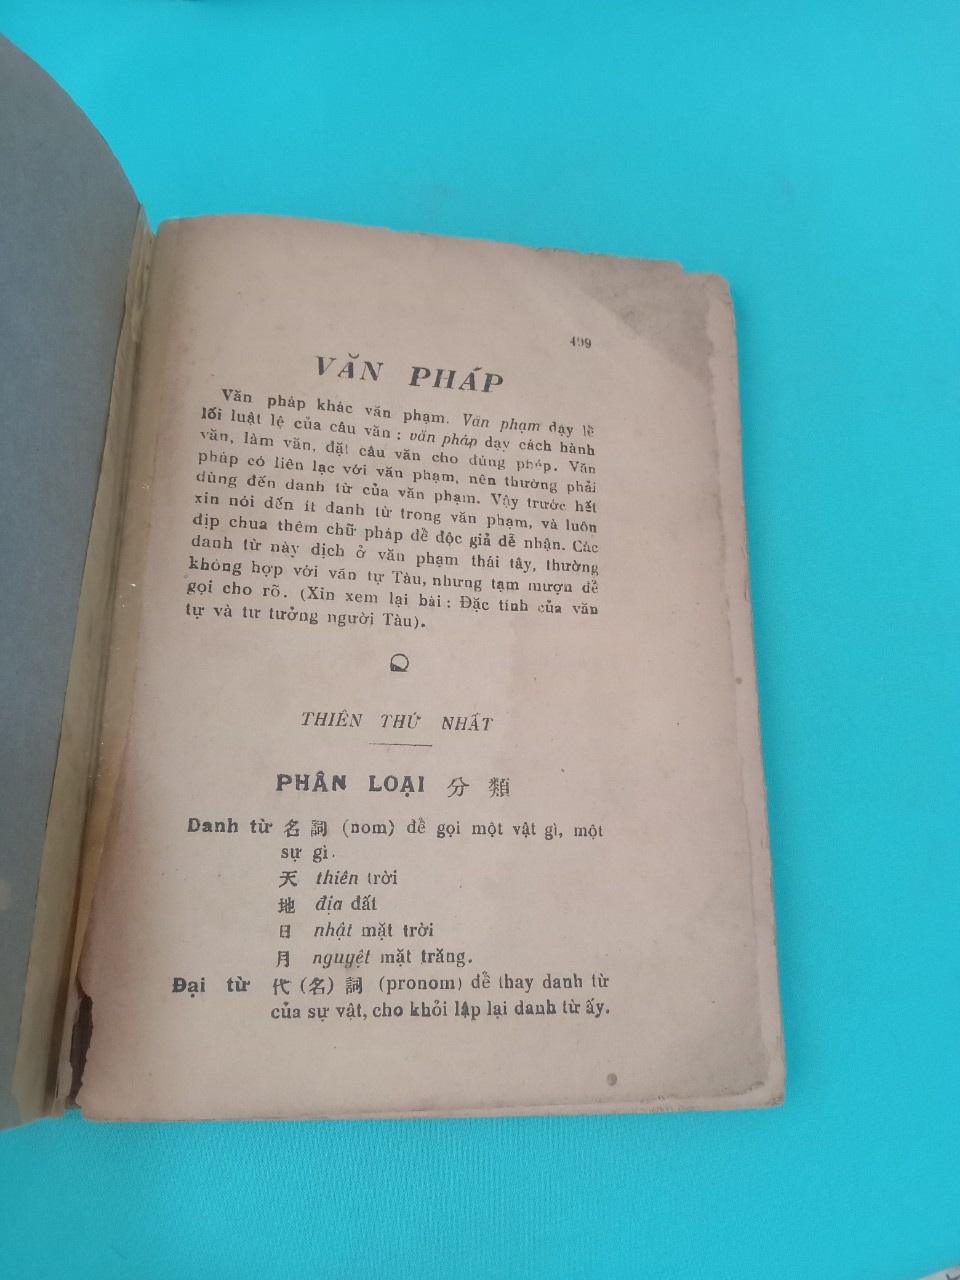 499
VĂN PHÁP
Văn pháp khác văn phạm. Văn phạm dạy lề
lối luật lệ của câu văn : văn pháp dạy cách hành
văn, làm văn, đặt câu văn cho đúng phép. Văn
pháp có liên lạc với văn phạm, nên thường phải
dùng đến danh từ của văn phạm. Vậy trước hết
xin nói đến ít danh từ trong văn phạm, và luôn
dịp chua thêm chữ pháp để độc giả dễ nhận. Các
danh từ này dịch ở văn phạm thái tây, thường
không hợp với văn tự Tàu, nhưng tạm mượn để
gọi cho rõ. (Xin xem lại bài : Đặc tính của văn
tự và tư tưởng người Tàu).
THIÊN THỨ NHẤT
PHÂN LOẠI 分 類
Danh từ 名 詞 (nom) để gọi một vật gì, một
sự gì.
天 thiên trời
地 địa đất
日 nhật mặt trời
月 nguyệt mặt trăng.
Đại từ 代 (名) 詞 (pronom) để thay danh từ
của sự vật, cho khỏi lập lại danh từ ấy.